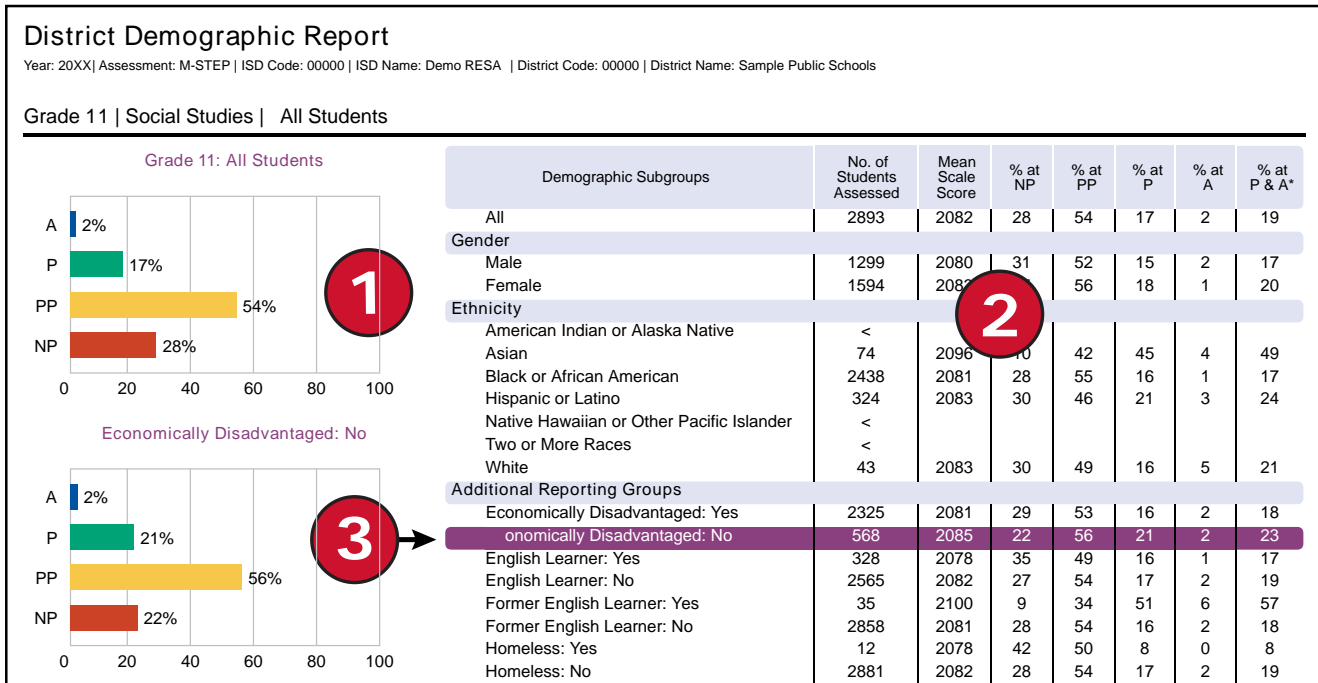 District Demographic Report
Year: 20XX| Assessment: M-STEP | ISD Code: 00000 | ISD Name: Demo RESA | District Code: 00000 | District Name: Sample Public Schools
Grade 11 | Social Studies | All Students
Grade 11: All Students
A 2%
P 17%
PP 54%
NP 28%
0 20 40 60 80 100
1
Economically Disadvantaged: No
A 2%
P 21%
PP 56%
NP 22%
0 20 40 60 80 100
3
Demographic Subgroups No. of Students Assessed Mean Scale Score % at NP % at PP % at P % at A % at P & A*
All 2893 2082 28 54 17 2 19
Gender
Male 1299 2080 31 52 15 2 17
Female 1594 56 18 1 20
2
Ethnicity
American Indian or Alaska Native <
Asian 74 2096 42 45 4 49
Black or African American 2438 2081 28 55 16 1 17
Hispanic or Latino 324 2083 30 46 21 3 24
Native Hawaiian or Other Pacific Islander <
Two or More Races <
White 43 2083 30 49 16 5 21
Additional Reporting Groups
Economically Disadvantaged: Yes 2325 2081 29 53 16 2 18
onomically Disadvantaged: No 568 2085 22 56 21 2 23
English Learner: Yes 328 2078 35 49 16 1 17
English Learner: No 2565 2082 27 54 17 2 19
Former English Learner: Yes 35 2100 9 34 51 6 57
Former English Learner: No 2858 2081 28 54 16 2 18
Homeless: Yes 12 2078 42 50 8 0 8
Homeless: No 2881 2082 28 54 17 2 19